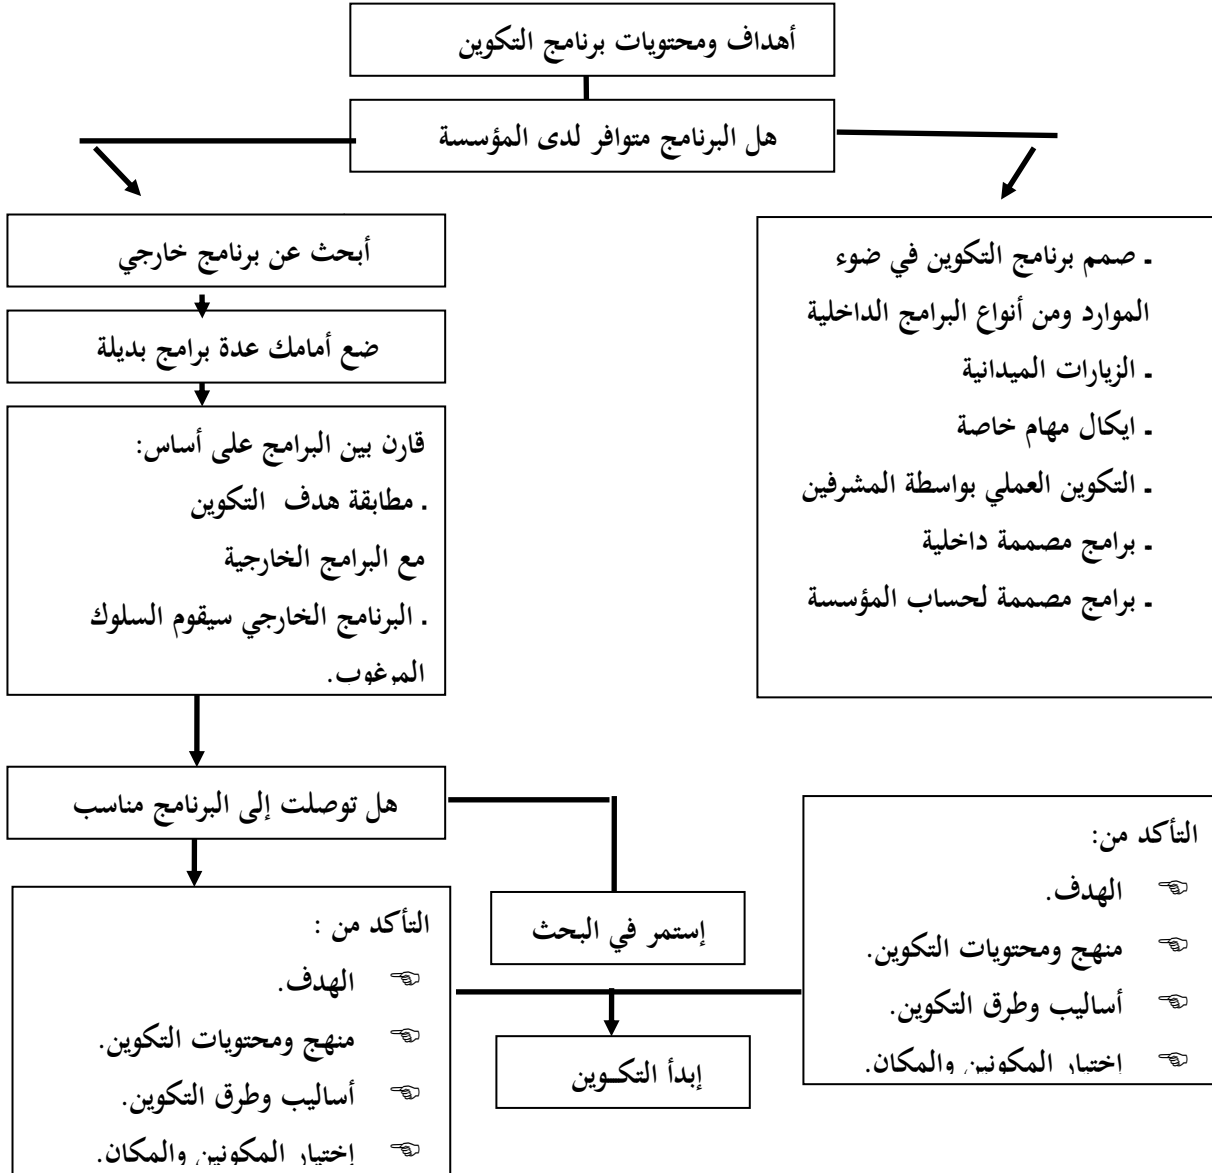 أهداف ومحتويات برنامج التكوين
هل البرنامج متوافر لدى المؤسسة
ـ صمم برنامج التكوين في ضوء
الموارد ومن أنواع البرامج الداخلية
ـ الزيارات الميدانية
ـ ايكال مهام خاصة
ـ التكوين العملي بواسطة المشرفين
ـ برامج مصممة داخلية
ـ برامج مصممة لحساب المؤسسة
أبحث عن برنامج خارجي
ضع أمامك عدة برامج بديلة
قارن بين البرامج على أساس:
. مطابقة هدف التكوين
مع البرامج الخارجية
. البرنامج الخارجي سيقوم السلوك
المرغوب.
هل توصلت إلى البرنامج مناسب
التأكد من:
☜ الهدف.
☜ منهج ومحتويات التكوين.
☜ أساليب وطرق التكوين.
☜ اختيار المكونين والمكان.
إستمر في البحث
إبدأ التكـوين
التأكد من :
☜ الهدف.
☜ منهج ومحتويات التكوين.
☜ أساليب وطرق التكوين.
☜ إختيار المكونين والمكان.